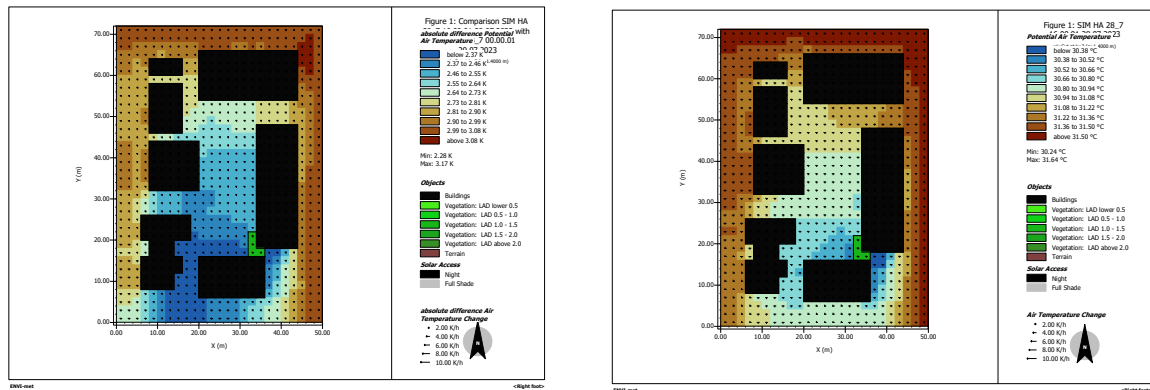 Figure 1: Comparison SIM HA
absolute difference Potential
with
Air Temperature
_7 00.00.01
below 2.37 K
2.37 to 2.46 K
2.46 to 2.55 K
2.55 to 2.64 K
2.64 to 2.73 K
2.73 to 2.81 K
2.81 to 2.90 K
2.90 to 2.99 K
2.99 to 3.08 K
above 3.08 K
Min: 2.28 K
Max: 3.17 K
Objects
Buildings
Vegetation: LAD lower 0.5
Vegetation: LAD 0.5 - 1.0
Vegetation: LAD 1.0 - 1.5
Vegetation: LAD 1.5 - 2.0
Vegetation: LAD above 2.0
Terrain
Solar Access
Night
Full Shade
absolute difference Air
Temperature Change
2.00 K/h
4.00 K/h
6.00 K/h
8.00 K/h
10.00 K/h
N
70.00
60.00
50.00
40.00
30.00
20.00
10.00
0.00
Y (m)
0.00 10.00 20.00 30.00 40.00 50.00
X (m)
ENVI-met
<Right foot>
Figure 1: SIM HA 28_7
Potential Air Temperature
below 30.38 °C
30.38 to 30.52 °C
30.52 to 30.66 °C
30.66 to 30.80 °C
30.80 to 30.94 °C
30.94 to 31.08 °C
31.08 to 31.22 °C
31.22 to 31.36 °C
31.36 to 31.50 °C
above 31.50 °C
Min: 30.24 °C
Max: 31.64 °C
Objects
Buildings
Vegetation: LAD lower 0.5
Vegetation: LAD 0.5 - 1.0
Vegetation: LAD 1.0 - 1.5
Vegetation: LAD 1.5 - 2.0
Vegetation: LAD above 2.0
Terrain
Solar Access
Night
Full Shade
Air Temperature Change
2.00 K/h
4.00 K/h
6.00 K/h
8.00 K/h
10.00 K/h
N
70.00
60.00
50.00
40.00
30.00
20.00
10.00
0.00
Y (m)
0.00 10.00 20.00 30.00 40.00 50.00
X (m)
ENVI-met
<Right foot>